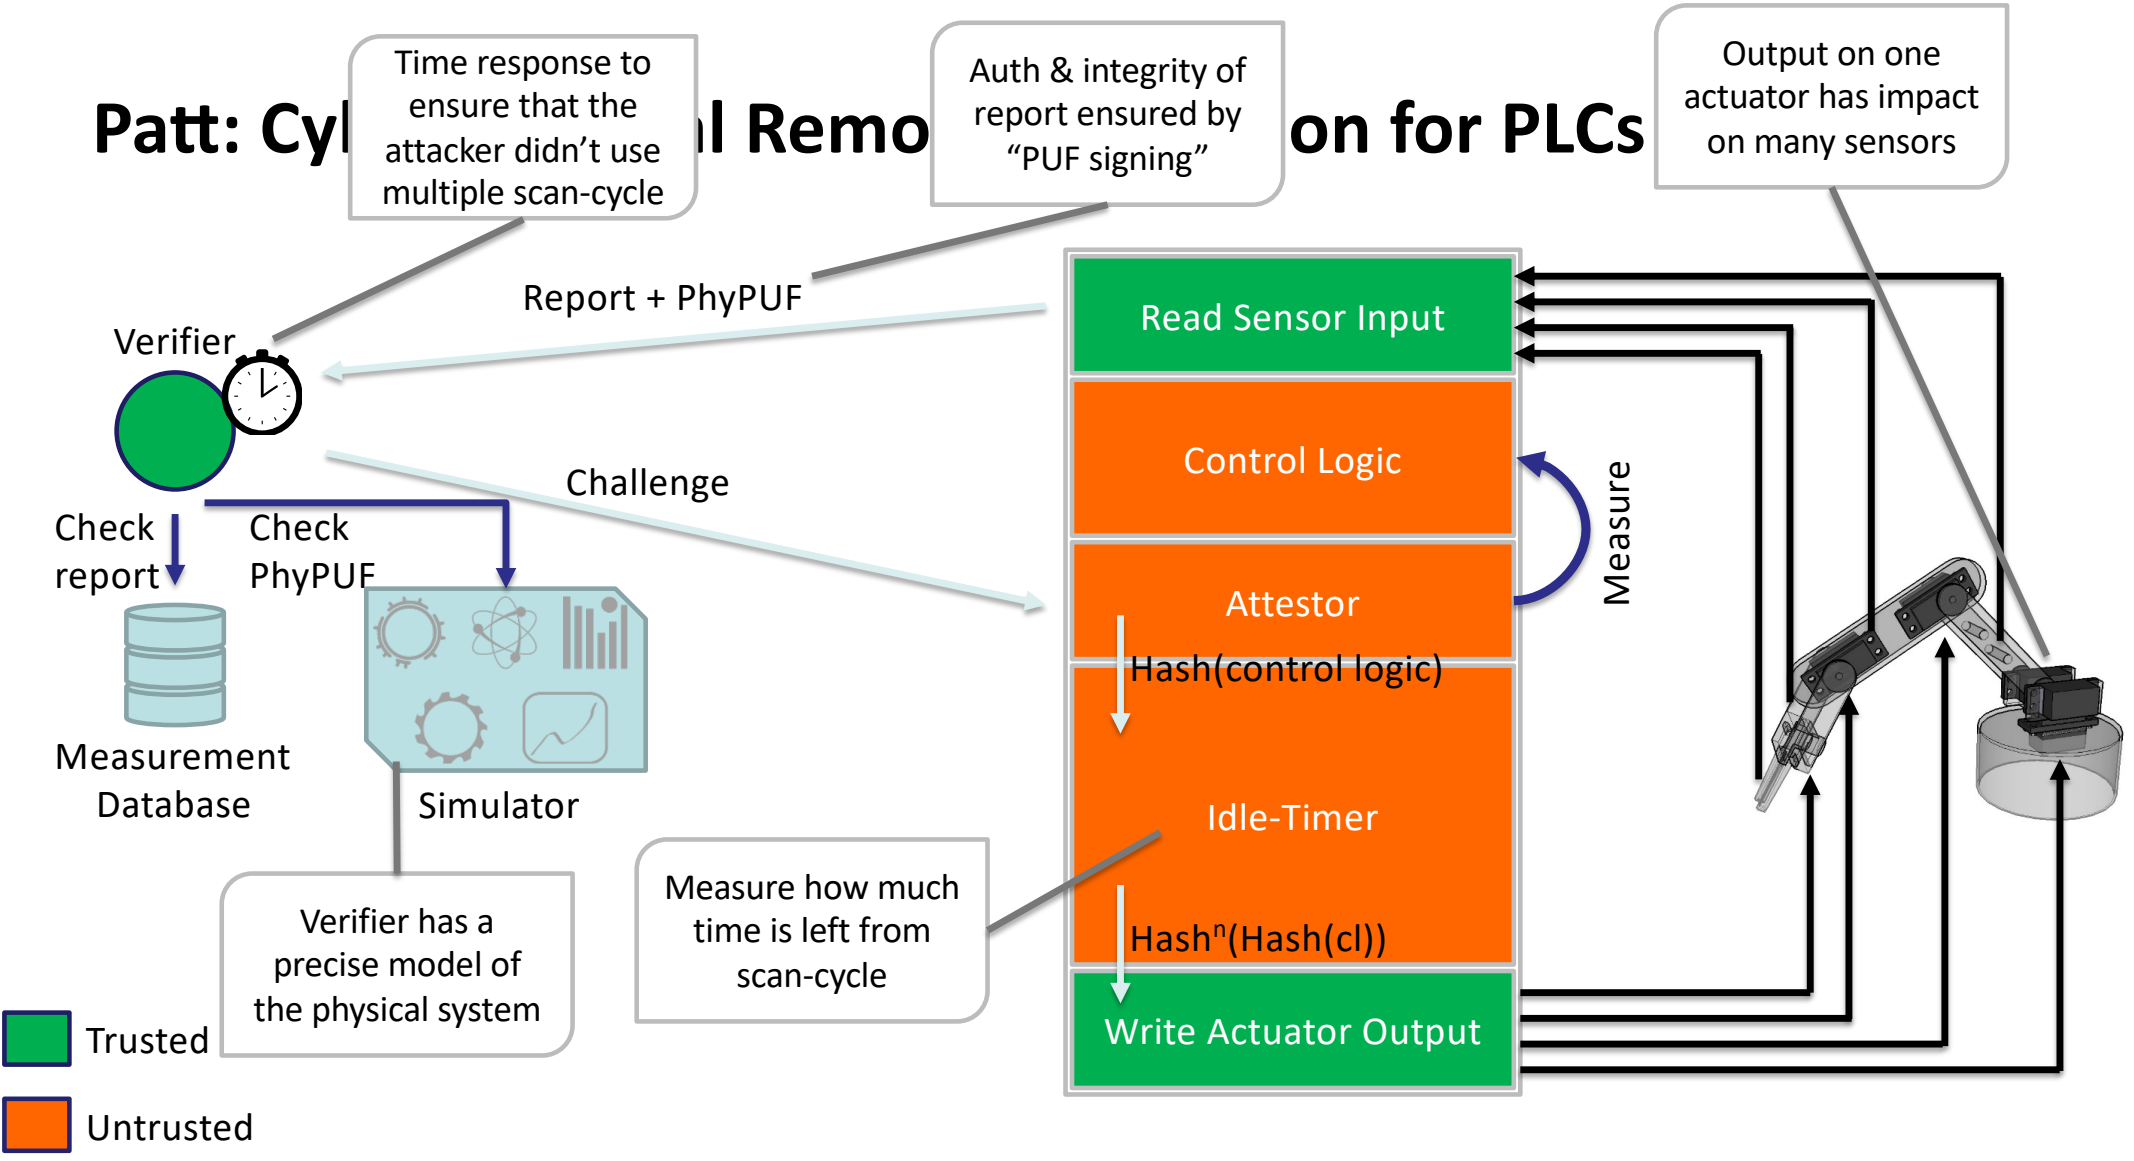 Time response to
ensure that the
attacker didn’t use
multiple scan-cycle
Auth & integrity of
report ensured by
“PUF signing”
Output on one
actuator has impact
on many sensors
Patt: Cy l Remo on for PLCs
Report + PhyPUF
Verifier
Challenge
Check
report
Check
PhyPUF
Measurement
Database
Simulator
Verifier has a
precise model of
the physical system
Measure how much
time is left from
scan-cycle
Read Sensor Input
Control Logic
Measure
Attestor
Hash(control logic)
Idle-Timer
Hashⁿ(Hash(cl))
Write Actuator Output
Trusted
Untrusted